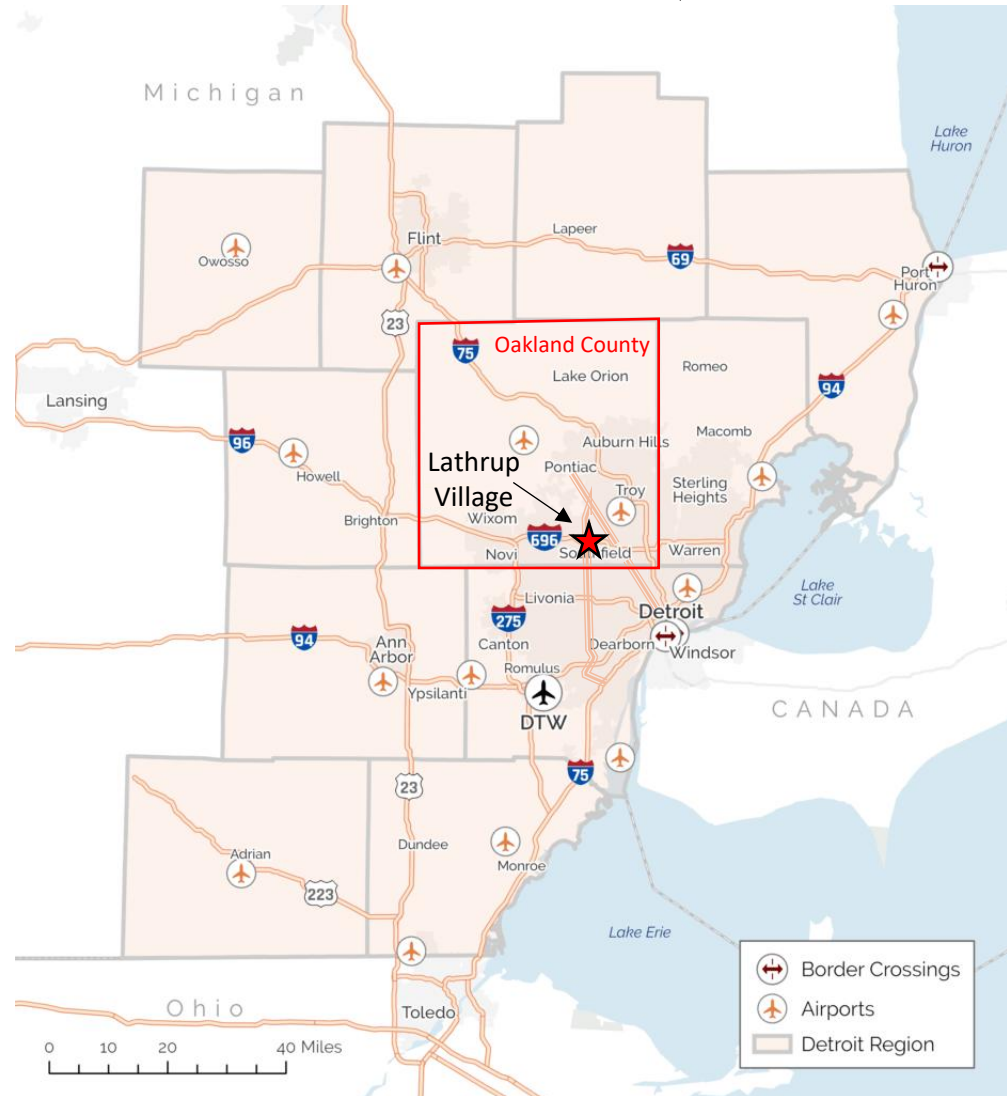 Michigan
Lake
Huron
Flint
Lapeer
Owosso
69
Port
Huron
23
75
Oakland County
Lake Orion
Romeo
94
Lansing
96
Howell
Auburn Hills
Macomb
Lathrup
Village
Pontiac
Troy
Sterling
Heights
Brighton
Wixom
696
Novi
Warren
Lake
St Clair
Livonia
Detroit
275
94
Ann
Arbor
Canton
Dearborn
Windsor
Romulus
Ypsilanti
DTW
CANADA
75
23
Dundee
Adrian
Monroe
223
Lake Erie
Ohio
Toledo
Border Crossings
Airports
Detroit Region
0 10 20 40 Miles